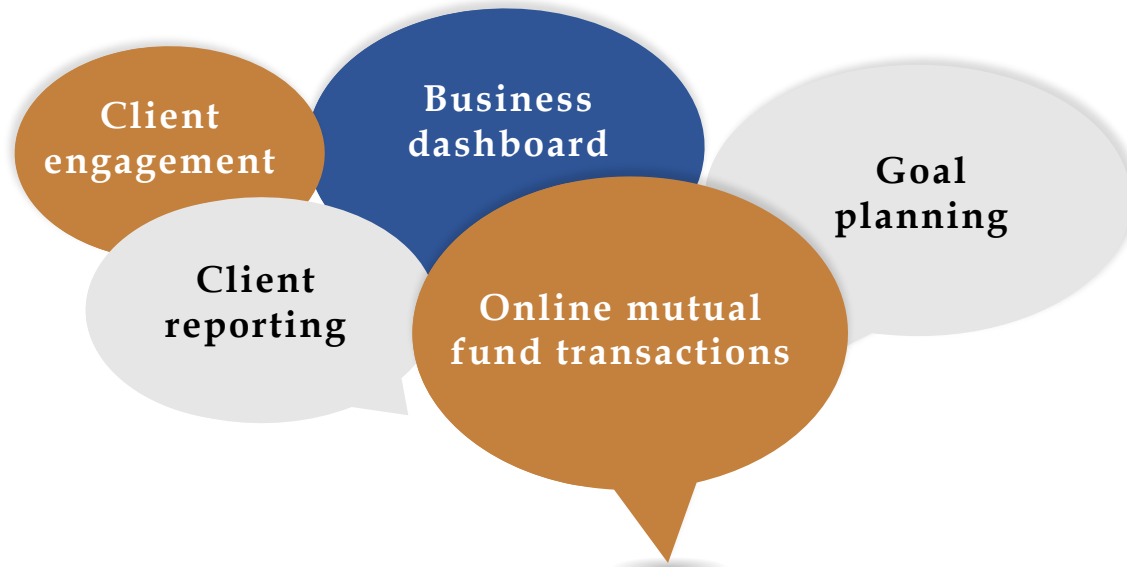 Client
engagement
Business
dashboard
Goal
planning
Client
reporting
Online mutual
fund transactions